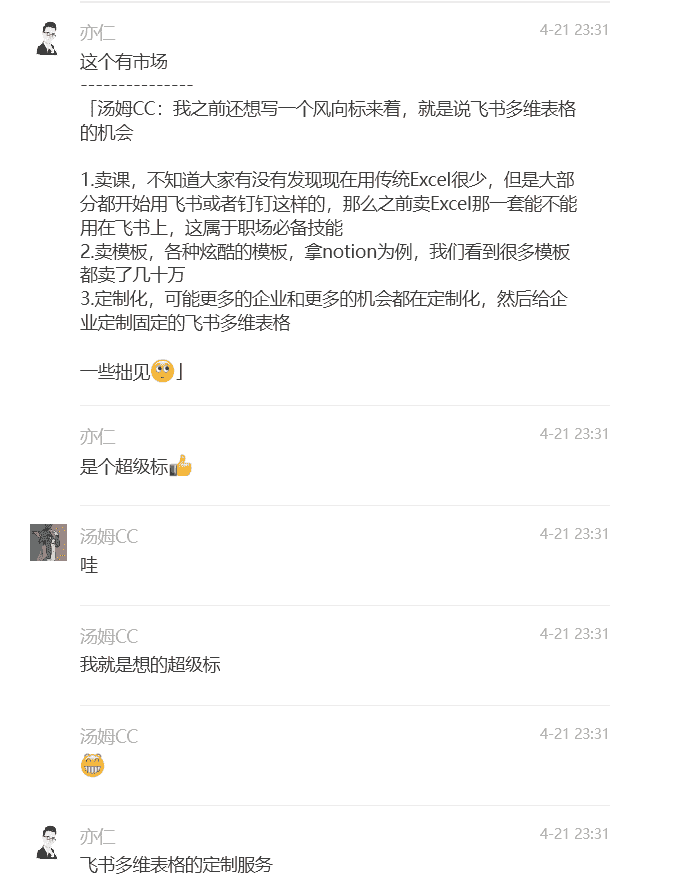 亦仁
4-21 23:31
这个有市场
---------------
「汤姆CC：我之前还想写一个风向标来着，就是说飞书多维表格
的机会
1.卖课，不知道大家有没有发现现在用传统Excel很少，但是大部
分都开始用飞书或者钉钉这样的，那么之前卖Excel那一套能不能
用在飞书上，这属于职场必备技能
2.卖模板，各种炫酷的模板，拿notion为例，我们看到很多模板
都卖了几十万
3.定制化，可能更多的企业和更多的机会都在定制化，然后给企
业定制固定的飞书多维表格
一些拙见🙄」
亦仁
4-21 23:31
是个超级标👍
汤姆CC
4-21 23:31
哇
汤姆CC
4-21 23:31
我就是想的超级标
汤姆CC
4-21 23:31
😁
亦仁
4-21 23:31
飞书多维表格的定制服务